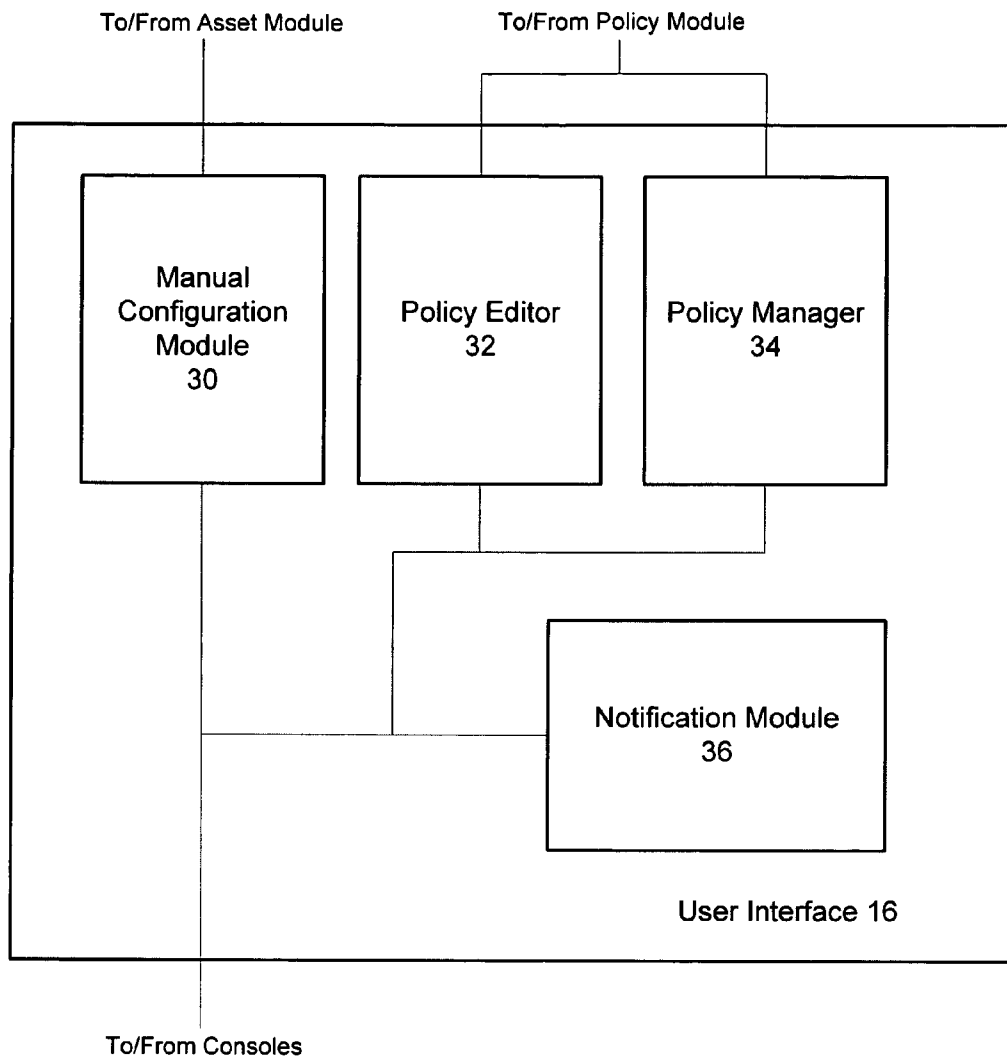 To/From Asset Module
To/From Policy Module
Manual
Configuration
Module
30
Policy Editor
32
Policy Manager
34
Notification Module
36
User Interface 16
To/From Consoles